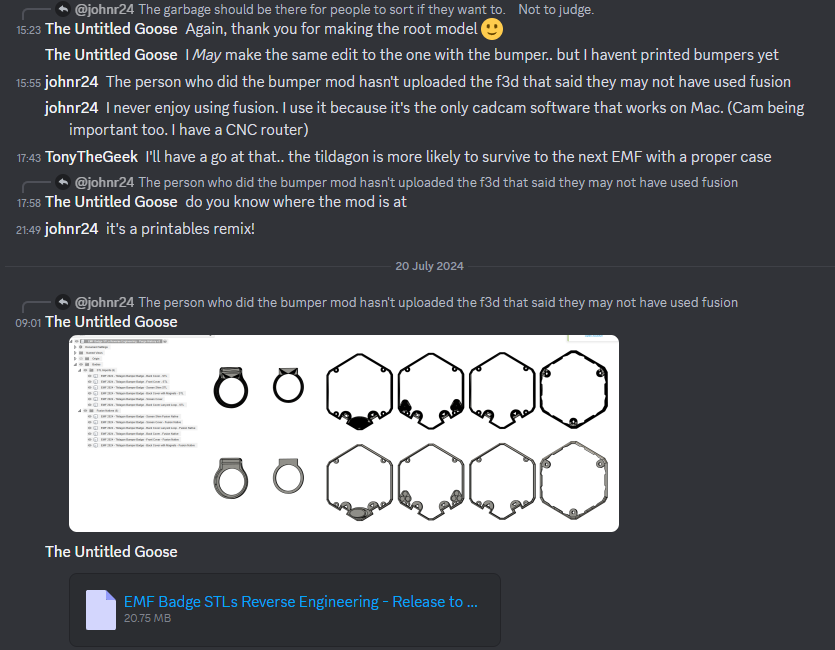 @johnr24 The garbage should be there for people to sort if they want to. Not to judge.
15:23 The Untitled Goose Again, thank you for making the root model 🙂
The Untitled Goose I May make the same edit to the one with the bumper.. but I havent printed bumpers yet
15:55 johnr24 The person who did the bumper mod hasn't uploaded the f3d that said they may not have used fusion
johnr24 I never enjoy using fusion. I use it because it's the only cadcam software that works on Mac. (Cam being
important too. I have a CNC router)
17:43 TonyTheGeek I'll have a go at that.. the tildagon is more likely to survive to the next EMF with a proper case
@johnr24 The person who did the bumper mod hasn't uploaded the f3d that said they may not have used fusion
17:58 The Untitled Goose do you know where the mod is at
21:49 johnr24 it's a printables remix!
20 July 2024
@johnr24 The person who did the bumper mod hasn't uploaded the f3d that said they may not have used fusion
09:01 The Untitled Goose
The Untitled Goose
EMF Badge STLs Reverse Engineering - Release to ...
20.75 MB